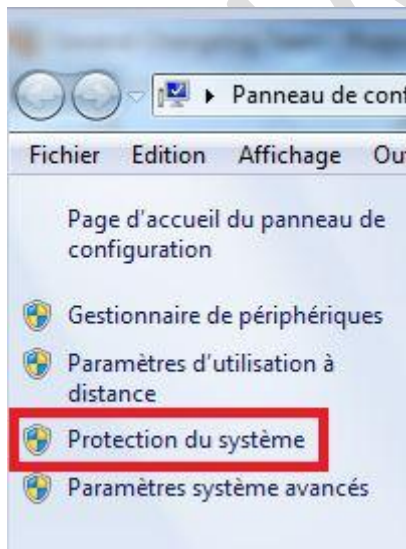 Panneau de conf
Fichier Edition Affichage Ou
Page d'accueil du panneau de
configuration
Gestionnaire de périphériques
Paramètres d'utilisation à
distance
Protection du système
Paramètres système avancés